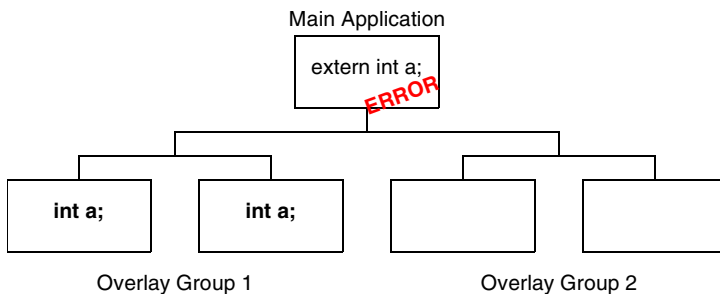 Main Application
extern int a;
ERROR
int a;
int a;
Overlay Group 1
Overlay Group 2